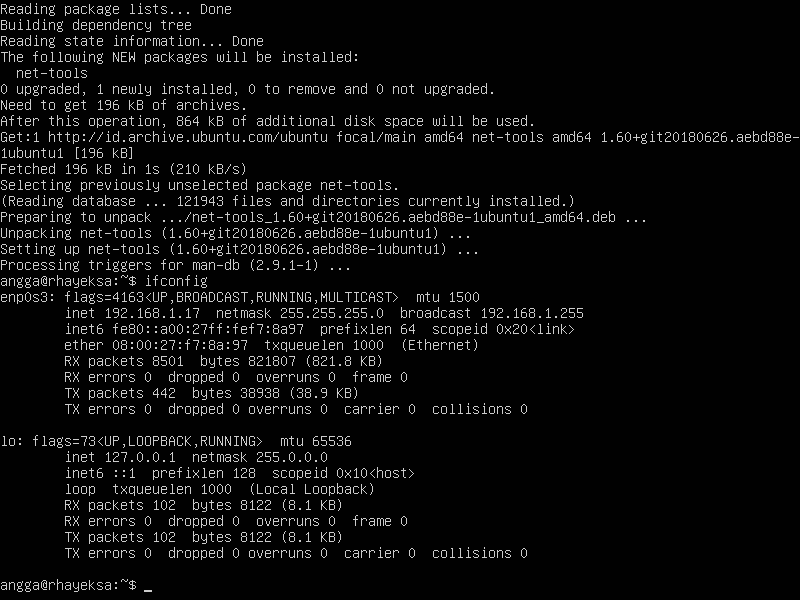 Reading package lists... Done
Building dependency tree
Reading state information... Done
The following NEW packages will be installed:
  net-tools
0 upgraded, 1 newly installed, 0 to remove and 0 not upgraded.
Need to get 196 kB of archives.
After this operation, 864 kB of additional disk space will be used.
Get:1 http://id.archive.ubuntu.com/ubuntu focal/main amd64 net-tools amd64 1.60+git20180626.aebd88e-
1ubuntu1 [196 kB]
Fetched 196 kB in 1s (210 kB/s)
Selecting previously unselected package net-tools.
(Reading database ... 121943 files and directories currently installed.)
Preparing to unpack .../net-tools_1.60+git20180626.aebd88e-1ubuntu1_amd64.deb ...
Unpacking net-tools (1.60+git20180626.aebd88e-1ubuntu1) ...
Setting up net-tools (1.60+git20180626.aebd88e-1ubuntu1) ...
Processing triggers for man-db (2.9.1-1) ...
angga@rhayeksa:~$ ifconfig
enp0s3: flags=4163<UP,BROADCAST,RUNNING,MULTICAST>  mtu 1500
        inet 192.168.1.17  netmask 255.255.255.0  broadcast 192.168.1.255
        inet6 fe80::a00:27ff:fef7:8a97  prefixlen 64  scopeid 0x20<link>
        ether 08:00:27:f7:8a:97  txqueuelen 1000  (Ethernet)
        RX packets 8501  bytes 821807 (821.8 KB)
        RX errors 0  dropped 0  overruns 0  frame 0
        TX packets 442  bytes 38938 (38.9 KB)
        TX errors 0  dropped 0 overruns 0  carrier 0  collisions 0

lo: flags=73<UP,LOOPBACK,RUNNING>  mtu 65536
        inet 127.0.0.1  netmask 255.0.0.0
        inet6 ::1  prefixlen 128  scopeid 0x10<host>
        loop  txqueuelen 1000  (Local Loopback)
        RX packets 102  bytes 8122 (8.1 KB)
        RX errors 0  dropped 0  overruns 0  frame 0
        TX packets 102  bytes 8122 (8.1 KB)
        TX errors 0  dropped 0 overruns 0  carrier 0  collisions 0

angga@rhayeksa:~$ _